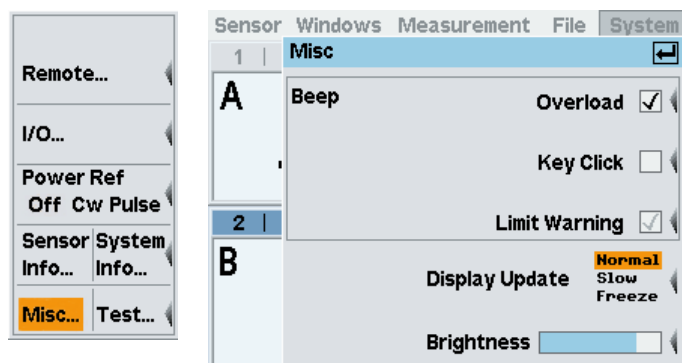 Remote...
I/O...
Power Ref
Off Cw Pulse
Sensor System
Info... Info...
Misc... Test...
Sensor Windows Measurement File System
1 | Misc
A Beep Overload
Key Click
2 | Limit Warning
B Display Update Normal
Slow
Freeze
Brightness